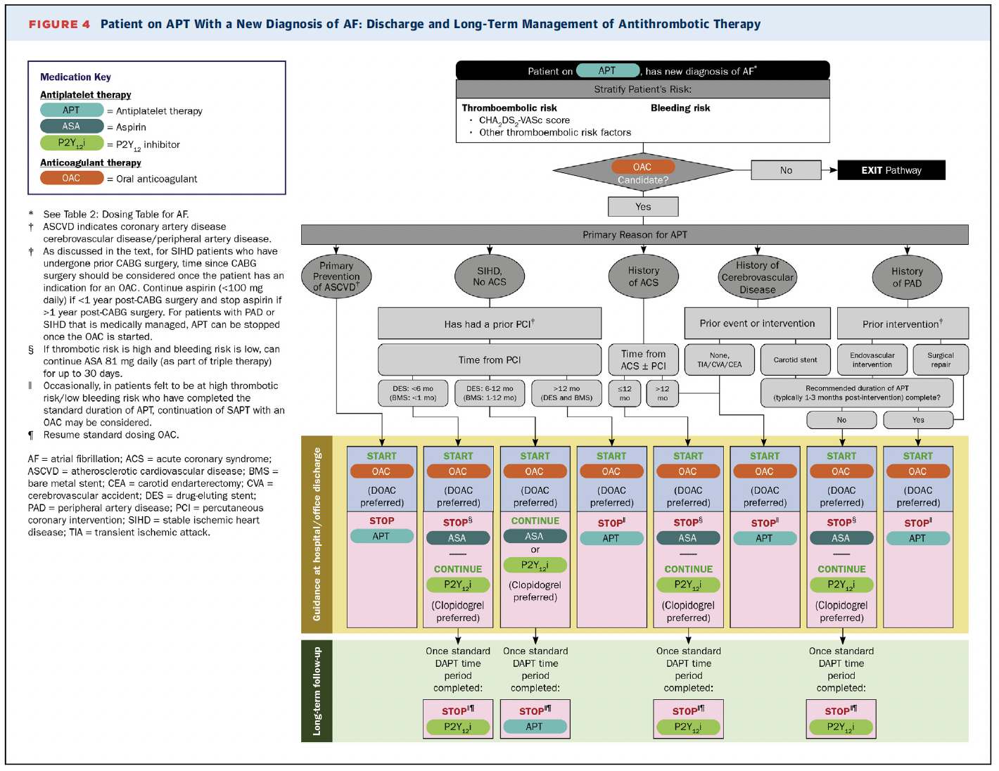 FIGURE 4 Patient on APT With a New Diagnosis of AF: Discharge and Long-Term Management of Antithrombotic Therapy
Medication Key
Antiplatelet therapy
APT = Antiplatelet therapy
ASA = Aspirin
P2Y12i = P2Y12 inhibitor
Anticoagulant therapy
OAC = Oral anticoagulant
* See Table 2: Dosing Table for AF.
† ASCVD indicates coronary artery disease
cerebrovascular disease/peripheral artery disease.
‡ As discussed in the text, for SIHD patients who have
undergone prior CABG surgery, time since CABG
surgery should be considered once the patient has an
indication for an OAC. Continue aspirin (<100 mg
daily) if <1 year post-CABG surgery and stop aspirin if
>1 year post-CABG surgery. For patients with PAD or
SIHD that is medically managed, APT can be stopped
once the OAC is started.
§ If thrombotic risk is high and bleeding risk is low, can
continue ASA 81 mg daily (as part of triple therapy)
for up to 30 days.
‖ Occasionally, in patients felt to be at high thrombotic
risk/low bleeding risk who have completed the
standard duration of APT, continuation of SAPT with an
OAC may be considered.
¶ Resume standard dosing OAC.
AF = atrial fibrillation; ACS = acute coronary syndrome;
ASCVD = atherosclerotic cardiovascular disease; BMS =
bare metal stent; CEA = carotid endarterectomy; CVA =
cerebrovascular accident; DES = drug-eluting stent;
PAD = peripheral artery disease; PCI = percutaneous
coronary intervention; SIHD = stable ischemic heart
disease; TIA = transient ischemic attack.
Patient on APT, has new diagnosis of AF*
Stratify Patient's Risk:
Thromboembolic risk
• CHA2DS2-VASc score
• Other thromboembolic risk factors
Bleeding risk
OAC
Candidate?
No
EXIT Pathway
Yes
Primary Reason for APT
Primary
Prevention
of ASCVD†
SIHD,
No ACS
History
of ACS
History of
Cerebrovascular
Disease
History
of PAD
Has had a prior PCI‡
Prior event or intervention
Prior intervention‡
Time from PCI
Time from
ACS ± PCI
None,
TIA/CVA/CEA
Carotid stent
Endovascular
intervention
Surgical
repair
DES: <6 mo
(BMS: <1 mo)
DES: 6-12 mo
(BMS: 1-12 mo)
>12 mo
(DES and BMS)
≤12
mo
>12
mo
Recommended duration of APT
(typically 1-3 months post-intervention) complete?
No
Yes
Guidance at hospital/office discharge
START
OAC
(DOAC
preferred)
STOP
APT
START
OAC
(DOAC
preferred)
STOP§
ASA
CONTINUE
P2Y12i
(Clopidogrel
preferred)
START
OAC
(DOAC
preferred)
CONTINUE
ASA
or
P2Y12i
(Clopidogrel
preferred)
START
OAC
(DOAC
preferred)
STOP‖
APT
START
OAC
(DOAC
preferred)
STOP§
ASA
CONTINUE
P2Y12i
(Clopidogrel
preferred)
START
OAC
(DOAC
preferred)
STOP‖
APT
START
OAC
(DOAC
preferred)
STOP§
ASA
CONTINUE
P2Y12i
(Clopidogrel
preferred)
START
OAC
(DOAC
preferred)
STOP‖
APT
Long-term follow-up
Once standard
DAPT time
period
completed:
STOP‖¶
P2Y12i
Once standard
DAPT time
period
completed:
STOP‖¶
APT
Once standard
DAPT time
period
completed:
STOP‖¶
P2Y12i
Once standard
DAPT time
period
completed:
STOP‖¶
P2Y12i